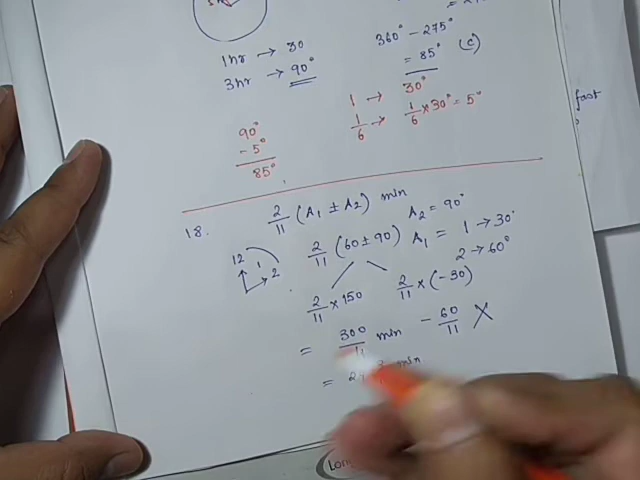 1hr → 30
3hr → 90°
360° - 275°
= 85° (c)
1 → 30°
1/6 → 1/6 × 30° = 5°
90°
- 5°
85°
fast
18. 2/11 (A₁ ± A₂) min
A₂ = 90°
12 1 2
2/11 (60 ± 90)
A₁ = 1 → 30°
2 → 60°
2/11 × 150
2/11 × (-30)
= 300/11 min
- 60/11 X
= min